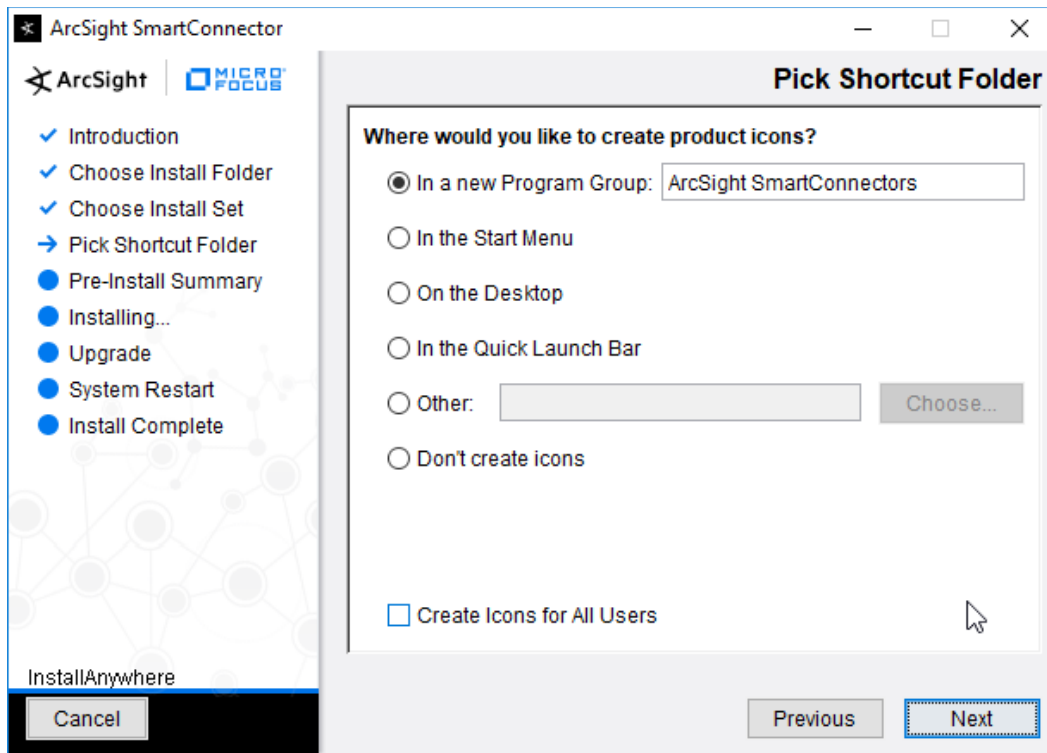 ArcSight SmartConnector
ArcSight
MICRO
FOCUS
Pick Shortcut Folder
Introduction
Choose Install Folder
Choose Install Set
Pick Shortcut Folder
Pre-Install Summary
Installing...
Upgrade
System Restart
Install Complete
Where would you like to create product icons?
In a new Program Group: ArcSight SmartConnectors
In the Start Menu
On the Desktop
In the Quick Launch Bar
Other: Choose...
Don't create icons
Create Icons for All Users
InstallAnywhere
Cancel Previous Next